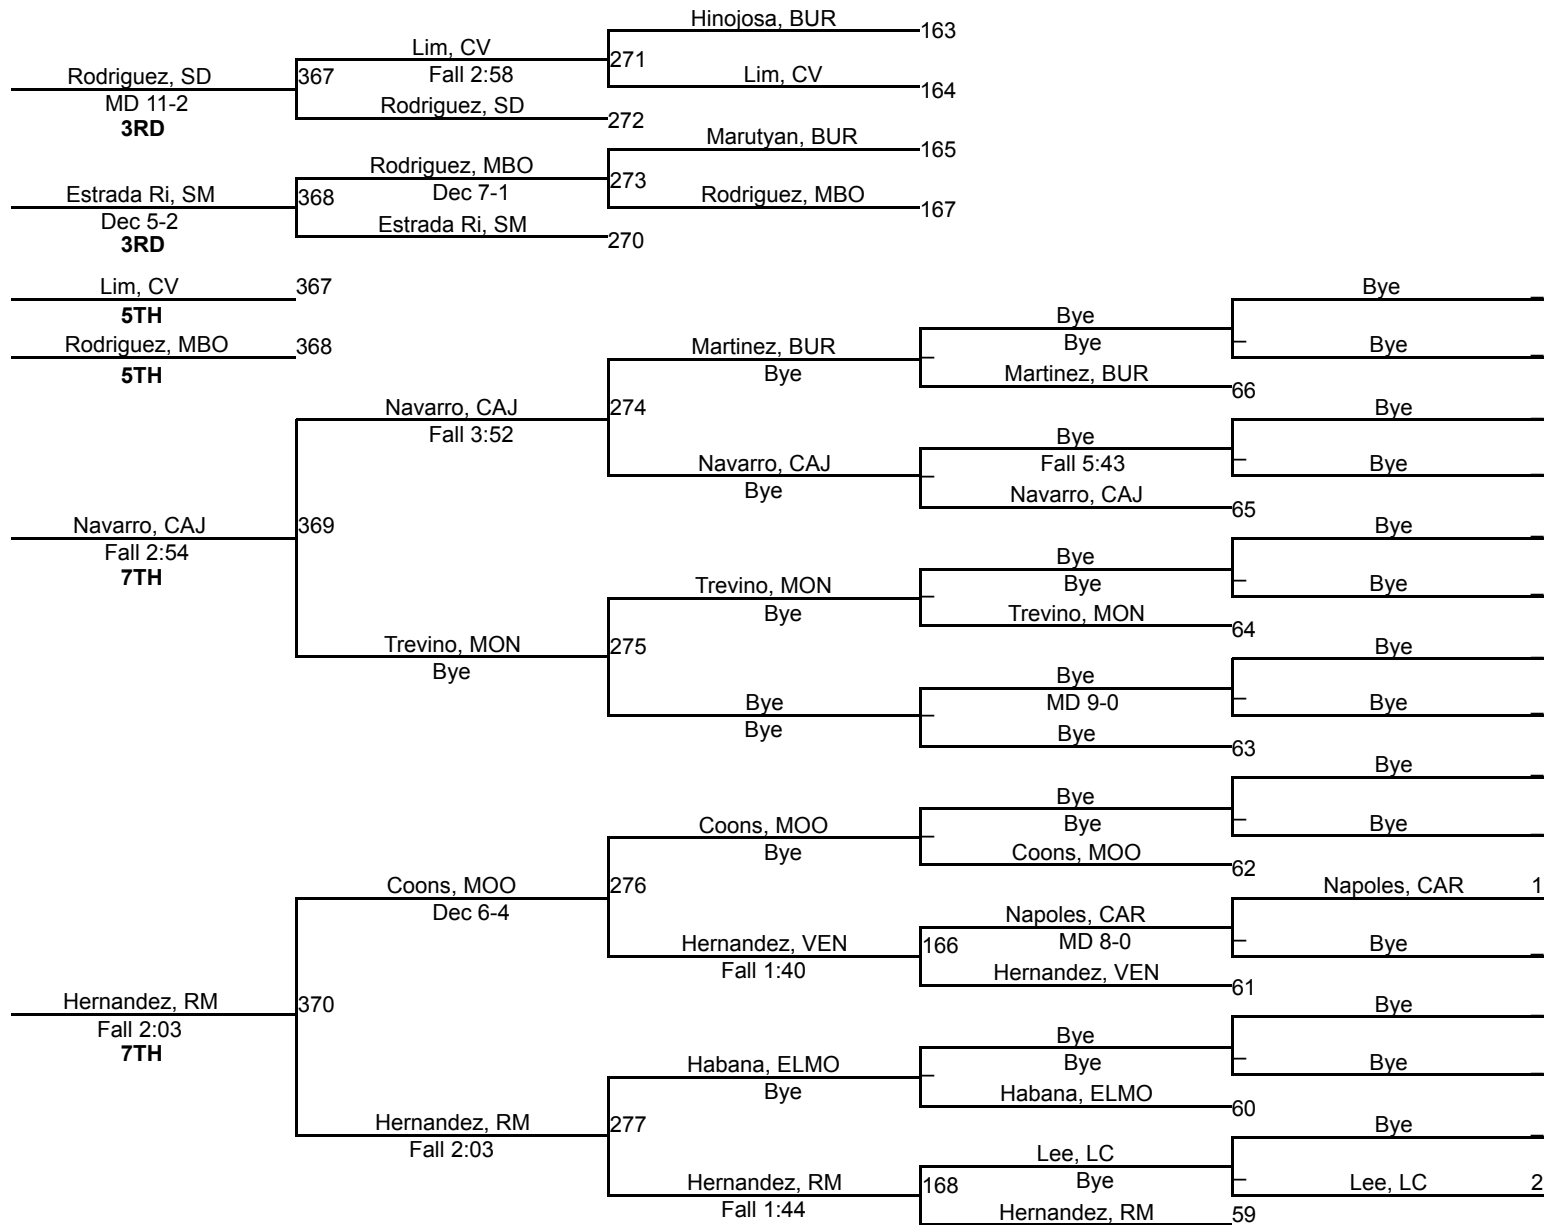 Hinojosa, BUR
163
Lim, CV
271
Rodriguez, SD
367
Fall 2:58
Lim, CV
164
MD 11-2
Rodriguez, SD
272
3RD
Marutyan, BUR
165
Rodriguez, MBO
273
Estrada Ri, SM
368
Dec 7-1
Rodriguez, MBO
167
Dec 5-2
Estrada Ri, SM
270
3RD
Lim, CV
367
5TH
Rodriguez, MBO
368
5TH
Bye
Bye
Bye
Bye
Martinez, BUR
Bye
Martinez, BUR
66
Navarro, CAJ
274
Fall 3:52
Bye
Bye
Bye
Navarro, CAJ
Fall 5:43
Bye
Navarro, CAJ
65
Navarro, CAJ
369
Fall 2:54
7TH
Bye
Bye
Bye
Bye
Trevino, MON
Bye
Trevino, MON
64
Trevino, MON
275
Bye
Bye
Bye
Bye
Bye
MD 9-0
Bye
Bye
63
Bye
Bye
Bye
Bye
Coons, MOO
Bye
Coons, MOO
62
Coons, MOO
276
Dec 6-4
Napoles, CAR
1
Napoles, CAR
Bye
Hernandez, VEN
166
MD 8-0
Fall 1:40
Hernandez, VEN
61
Hernandez, RM
370
Fall 2:03
7TH
Bye
Bye
Bye
Bye
Habana, ELMO
Bye
Habana, ELMO
60
Hernandez, RM
277
Fall 2:03
Bye
Lee, LC
Lee, LC
2
Hernandez, RM
168
Bye
Fall 1:44
Hernandez, RM
59